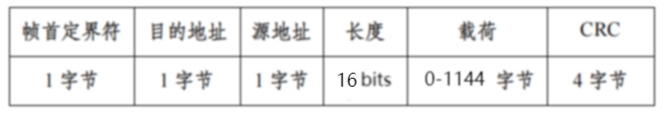 帧首定界符 目的地址 源地址 长度 载荷 CRC
1 字节 1 字节 1 字节 16 bits 0-1144 字节 4 字节